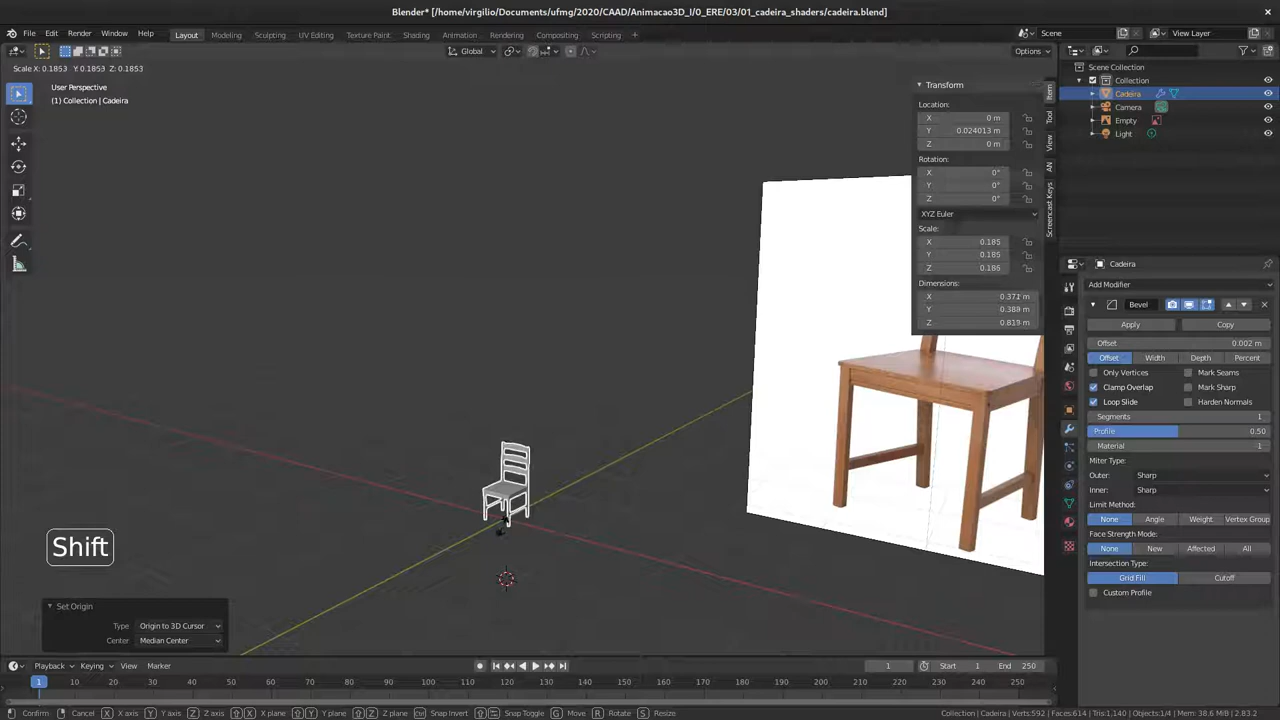 Blender* [/home/virgilio/Documents/ufmg/2020/CAAD/Animacao3D_I/0_ERE/03/01_cadeira_shaders/cadeira.blend]
File Edit Render Window Help Layout Modeling Sculpting UV Editing Texture Paint Shading Animation Rendering Compositing Scripting Scene View Layer
Global Options
Scale X: 0.1853 Y: 0.1853 Z: 0.1853
User Perspective
(1) Collection | Cadeira
Transform
Location:
X 0 m
Y 0.024013 m
Z 0 m
Rotation:
X 0°
Y 0°
Z 0°
XYZ Euler
Scale:
X 0.185
Y 0.185
Z 0.186
Dimensions:
X 0.371 m
Y 0.388 m
Z 0.819 m
Item
Tool
View
AN
Screencast Keys
Scene Collection
Collection
Cadeira
Camera
Empty
Light
Cadeira
Add Modifier
Bevel
Apply Copy
Offset 0.002 m
Offset Width Depth Percent
Only Vertices Mark Seams
Clamp Overlap Mark Sharp
Loop Slide Harden Normals
Segments 1
Profile 0.50
Material -1
Miter Type:
Outer: Sharp
Inner: Sharp
Limit Method:
None Angle Weight Vertex Group
Face Strength Mode:
None New Affected All
Intersection Type:
Grid Fill Cutoff
Custom Profile
Shift
Set Origin
Type Origin to 3D Cursor
Center Median Center
Playback Keying View Marker 1 Start 1 End 250
1 10 20 30 40 50 60 70 80 90 100 110 120 130 140 150 160 170 180 190 200 210 220 230 240 250
Confirm Cancel X X axis Y Y axis Z Z axis X X plane Y Y plane Z Z plane Snap Invert Snap Toggle G Move R Rotate S Resize Collection | Cadeira | Verts:592 | Faces:614 | Tris:1,140 | Objects:1/4 | Mem: 38.6 MiB | 2.83.2